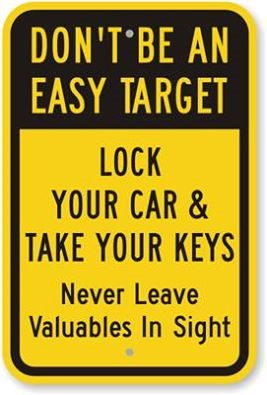 DON'T BE AN
EASY TARGET
LOCK
YOUR CAR &
TAKE YOUR KEYS
Never Leave
Valuables In Sight